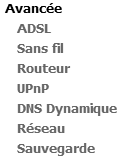 Avancée
ADSL
Sans fil
Routeur
UPnP
DNS Dynamique
Réseau
Sauvegarde